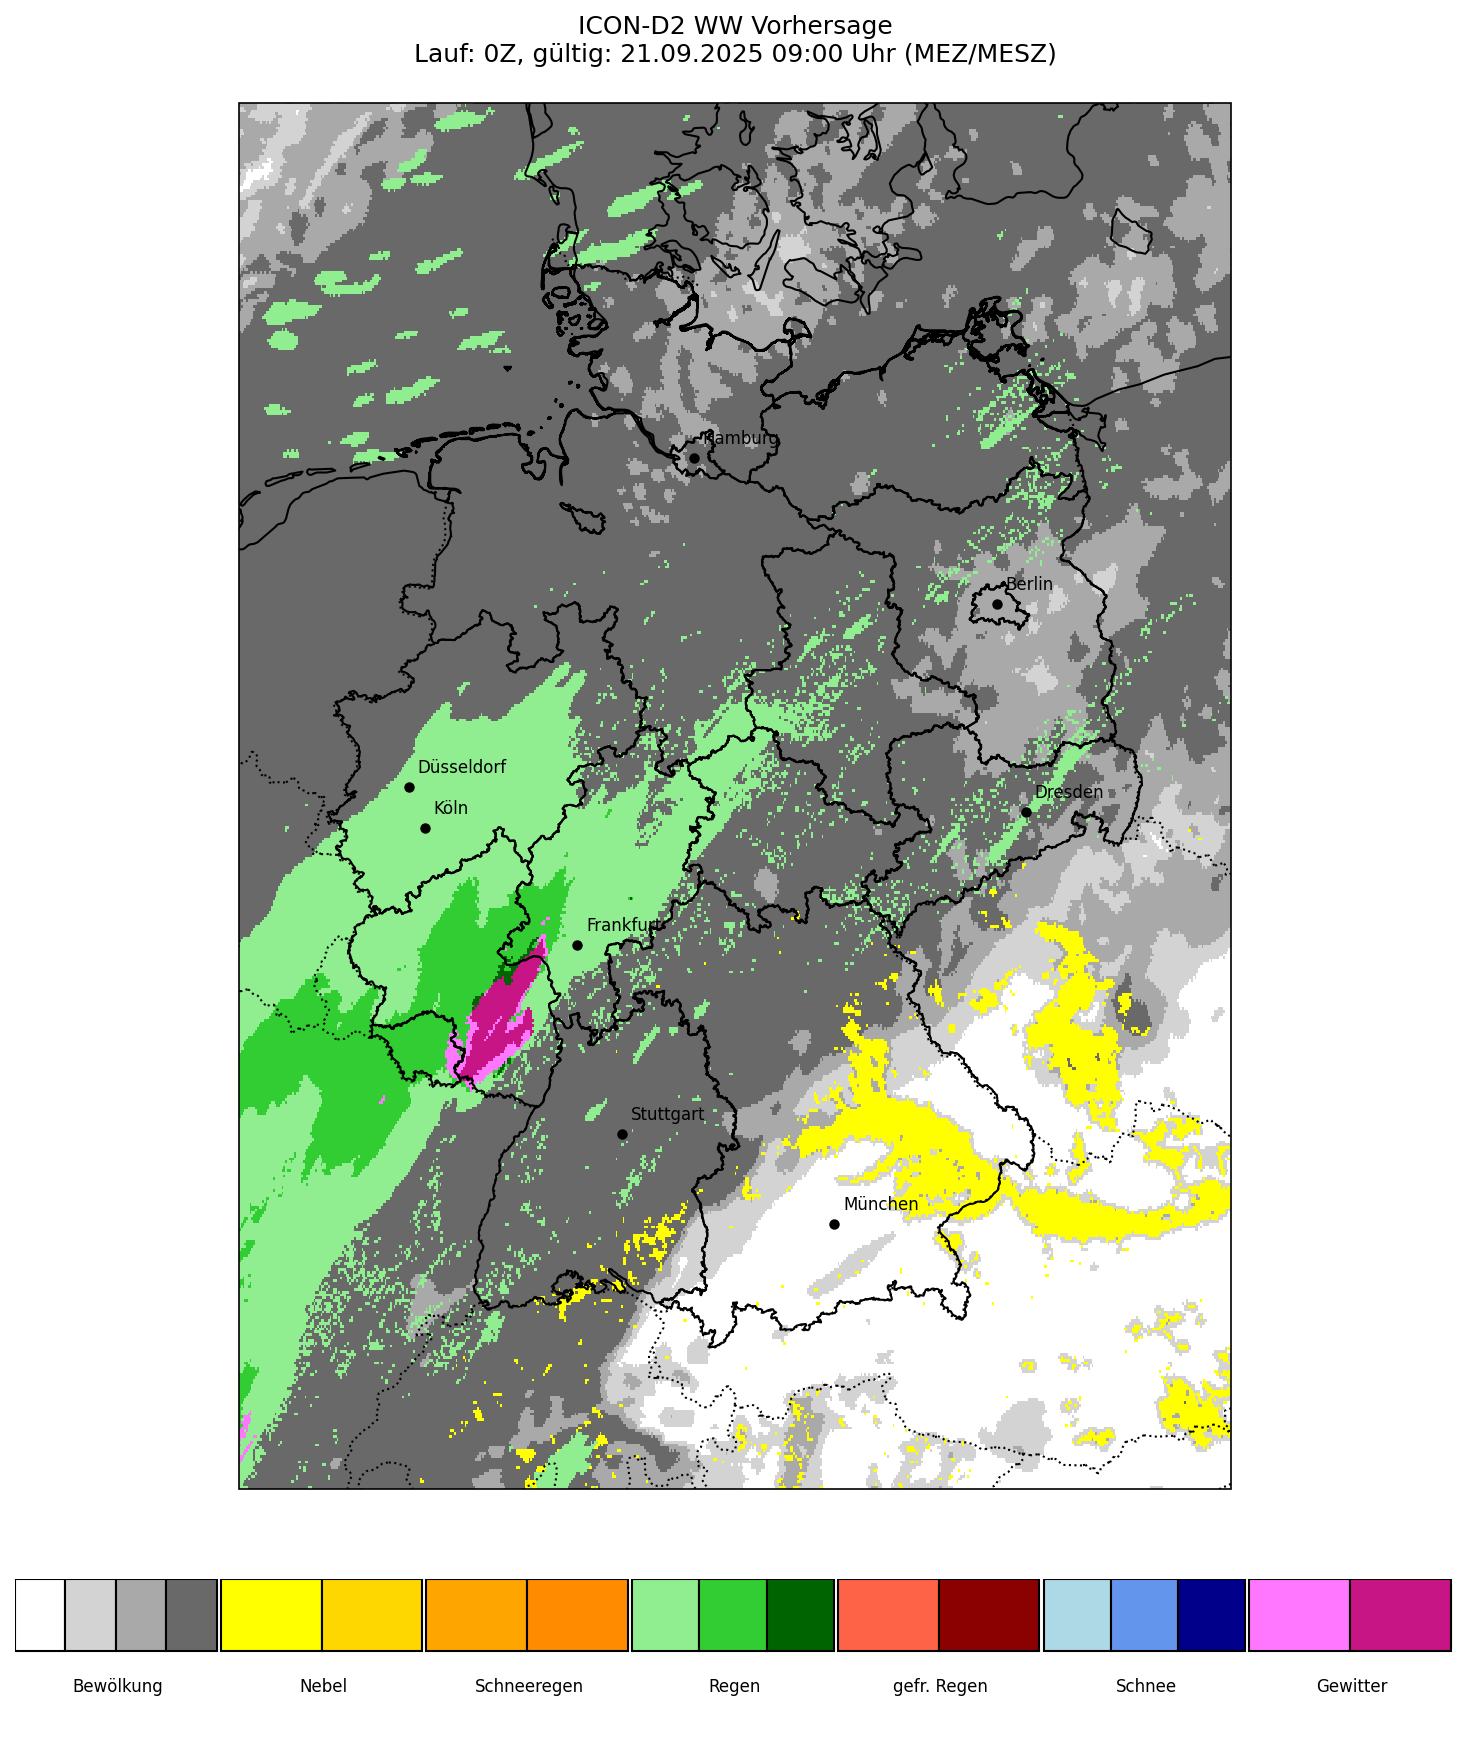 ICON-D2 WW Vorhersage
Lauf: 0Z, gültig: 21.09.2025 09:00 Uhr (MEZ/MESZ)
Hamburg
Berlin
Düsseldorf
Köln
Dresden
Frankfurt
Stuttgart
München
Bewölkung
Nebel
Schneeregen
Regen
gefr. Regen
Schnee
Gewitter